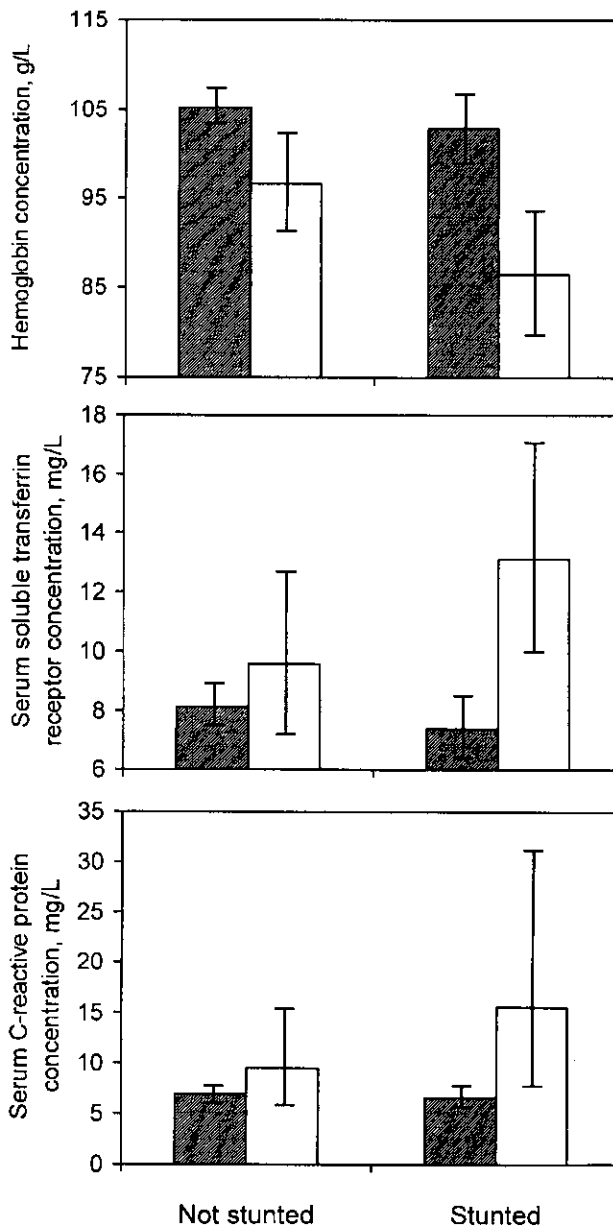 Hemoglobin concentration, g/L
115
105
95
85
75
Serum soluble transferrin
receptor concentration, mg/L
18
16
14
12
10
8
6
Serum C-reactive protein
concentration, mg/L
35
30
25
20
15
10
5
0
Not stunted
Stunted